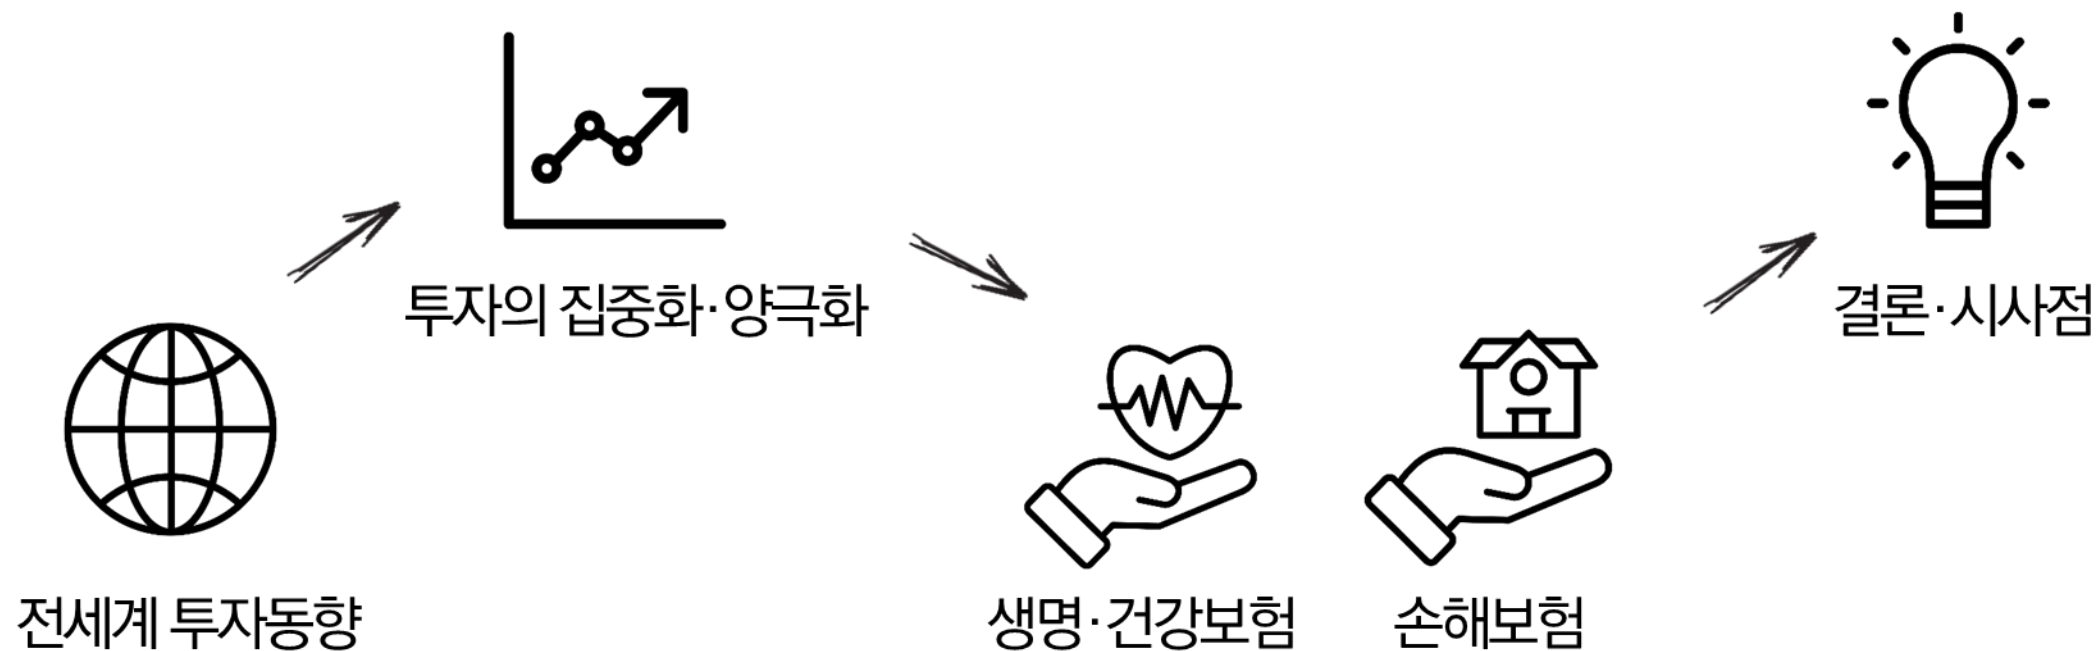 전세계 투자동향
투자의 집중화·양극화
생명·건강보험
손해보험
결론·시사점